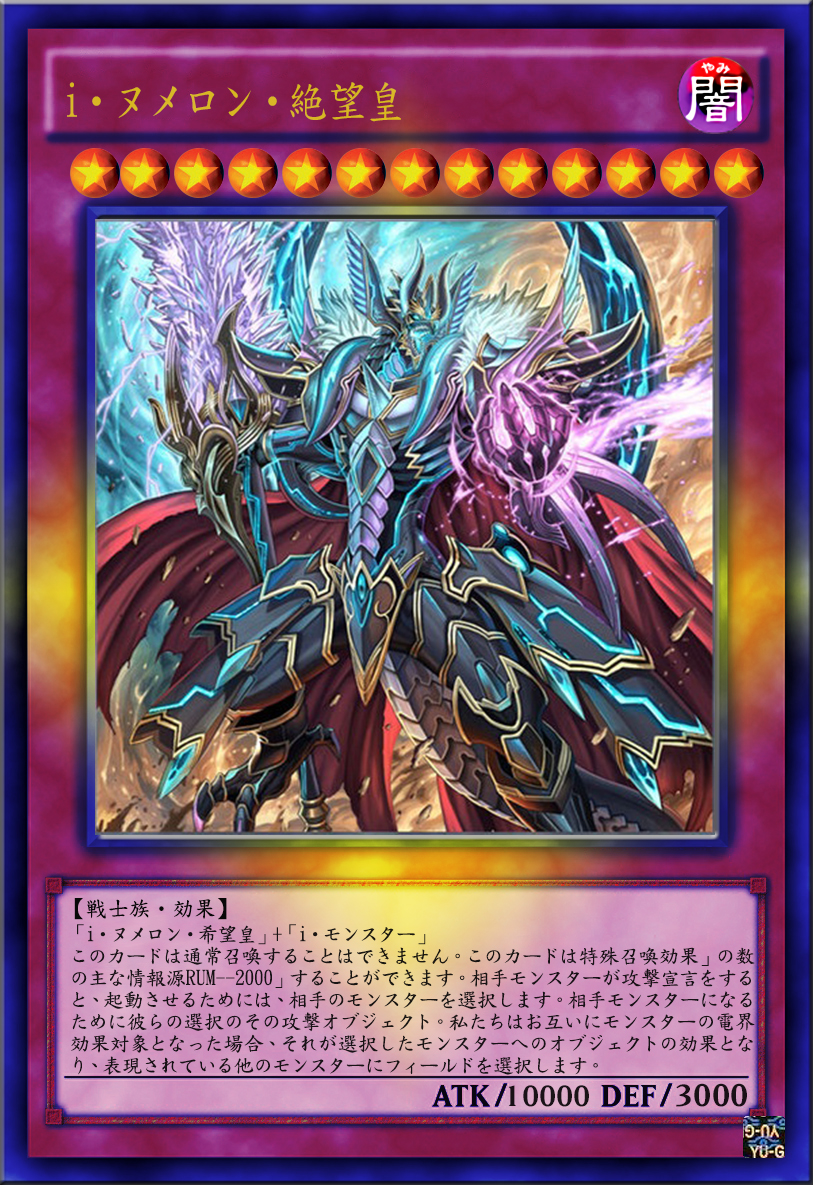 i・ヌメロン・絶望皇
やみ
闇
【戦士族・効果】
「i・ヌメロン・希望皇」+「i・モンスター」
このカードは通常召喚することはできません。このカードは特殊召喚効果」の数
の主な情報源RUM--2000」することができます。相手モンスターが攻撃宣言をする
と、起動させるためには、相手のモンスターを選択します。相手モンスターになる
ために彼らの選択のその攻撃オブジェクト。私たちはお互いにモンスターの電界
効果対象となった場合、それが選択したモンスターへのオブジェクトの効果とな
り、表現されている他のモンスターにフィールドを選択します。
ATK/10000 DEF/3000
YU-G
YU-G